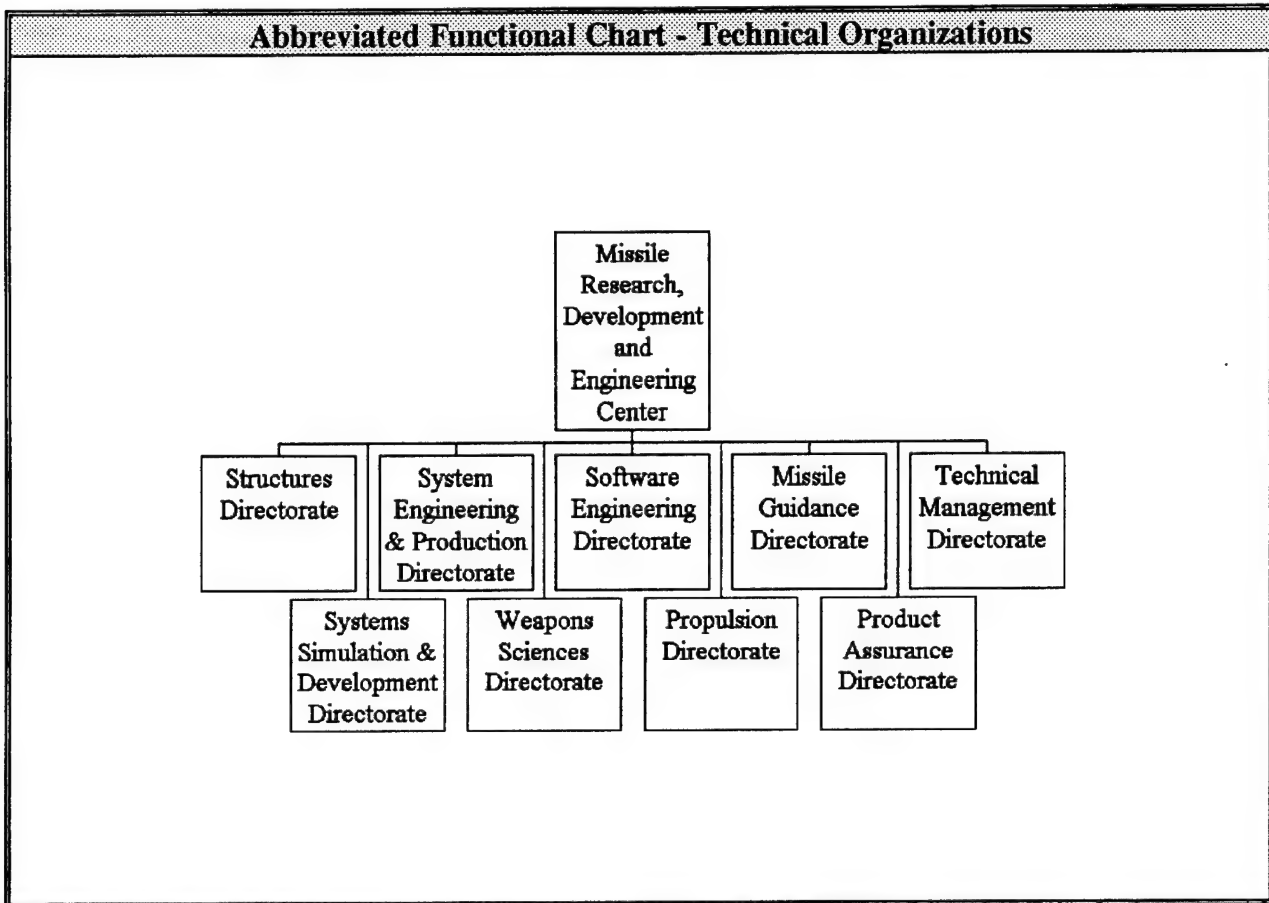 Abbreviated Functional Chart - Technical Organizations
Missile
Research,
Development
and
Engineering
Center
Structures
Directorate
System
Engineering
& Production
Directorate
Software
Engineering
Directorate
Missile
Guidance
Directorate
Technical
Management
Directorate
Systems
Simulation &
Development
Directorate
Weapons
Sciences
Directorate
Propulsion
Directorate
Product
Assurance
Directorate